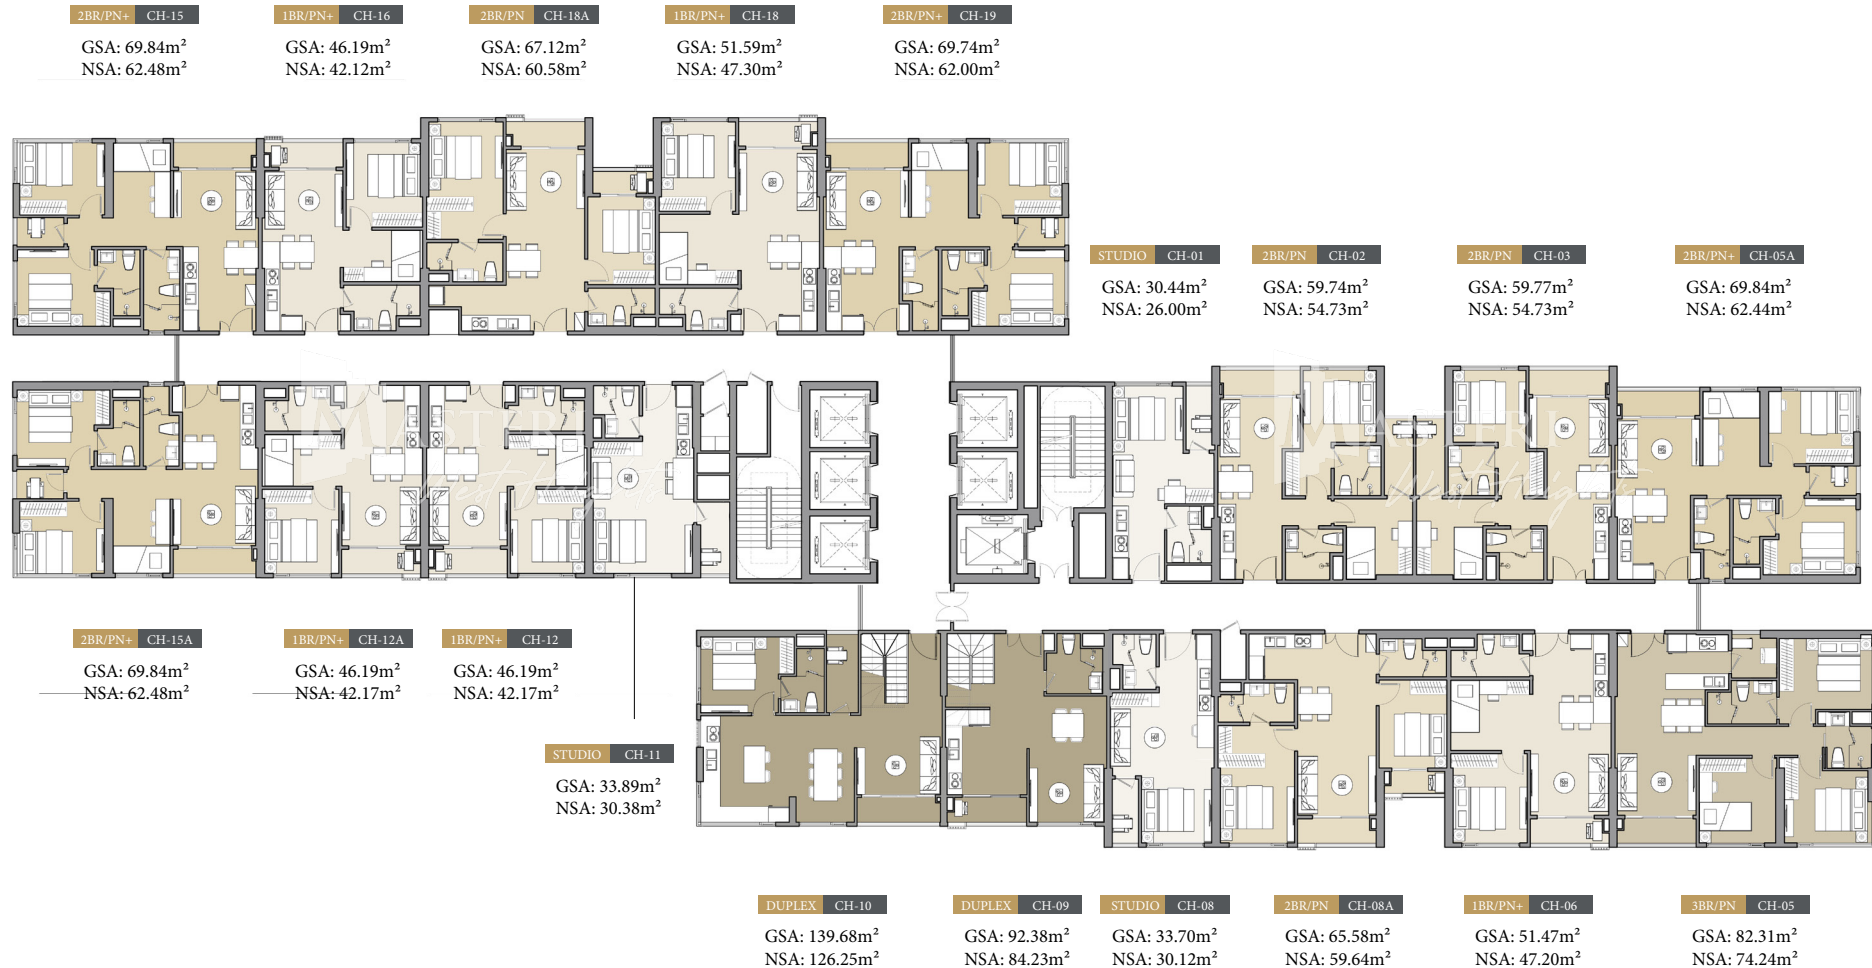 2BR/PN+ CH-15
GSA: 69.84m²
NSA: 62.48m²
1BR/PN+ CH-16
GSA: 46.19m²
NSA: 42.12m²
2BR/PN CH-18A
GSA: 67.12m²
NSA: 60.58m²
1BR/PN+ CH-18
GSA: 51.59m²
NSA: 47.30m²
2BR/PN+ CH-19
GSA: 69.74m²
NSA: 62.00m²
STUDIO CH-01
GSA: 30.44m²
NSA: 26.00m²
2BR/PN CH-02
GSA: 59.74m²
NSA: 54.73m²
2BR/PN CH-03
GSA: 59.77m²
NSA: 54.73m²
2BR/PN+ CH-05A
GSA: 69.84m²
NSA: 62.44m²
MASTERI
West Heights
MASTERI
West Heights
2BR/PN+ CH-15A
GSA: 69.84m²
NSA: 62.48m²
1BR/PN+ CH-12A
GSA: 46.19m²
NSA: 42.17m²
1BR/PN+ CH-12
GSA: 46.19m²
NSA: 42.17m²
STUDIO CH-11
GSA: 33.89m²
NSA: 30.38m²
DUPLEX CH-10
GSA: 139.68m²
NSA: 126.25m²
DUPLEX CH-09
GSA: 92.38m²
NSA: 84.23m²
STUDIO CH-08
GSA: 33.70m²
NSA: 30.12m²
2BR/PN CH-08A
GSA: 65.58m²
NSA: 59.64m²
1BR/PN+ CH-06
GSA: 51.47m²
NSA: 47.20m²
3BR/PN CH-05
GSA: 82.31m²
NSA: 74.24m²